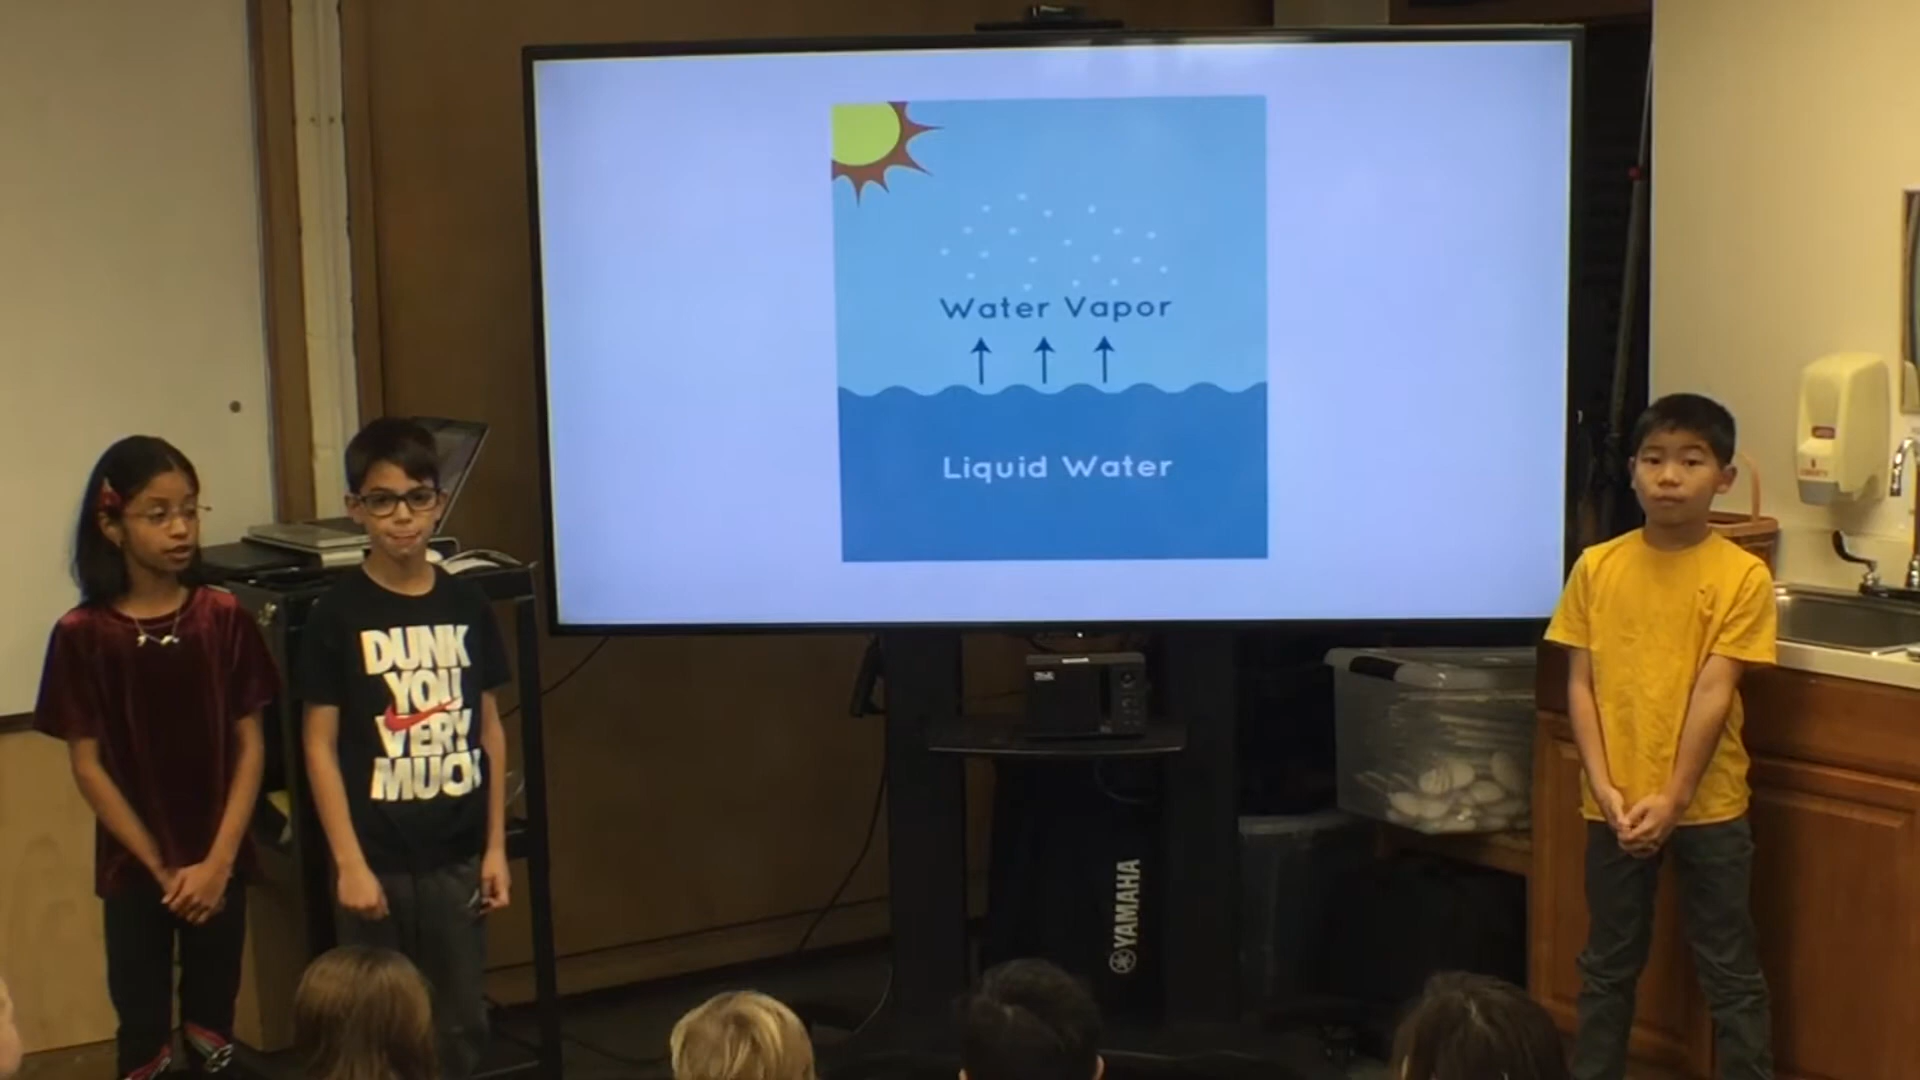 Water Vapor
Liquid Water
DUNK
YOU
VERY
MUCH
YAMAHA